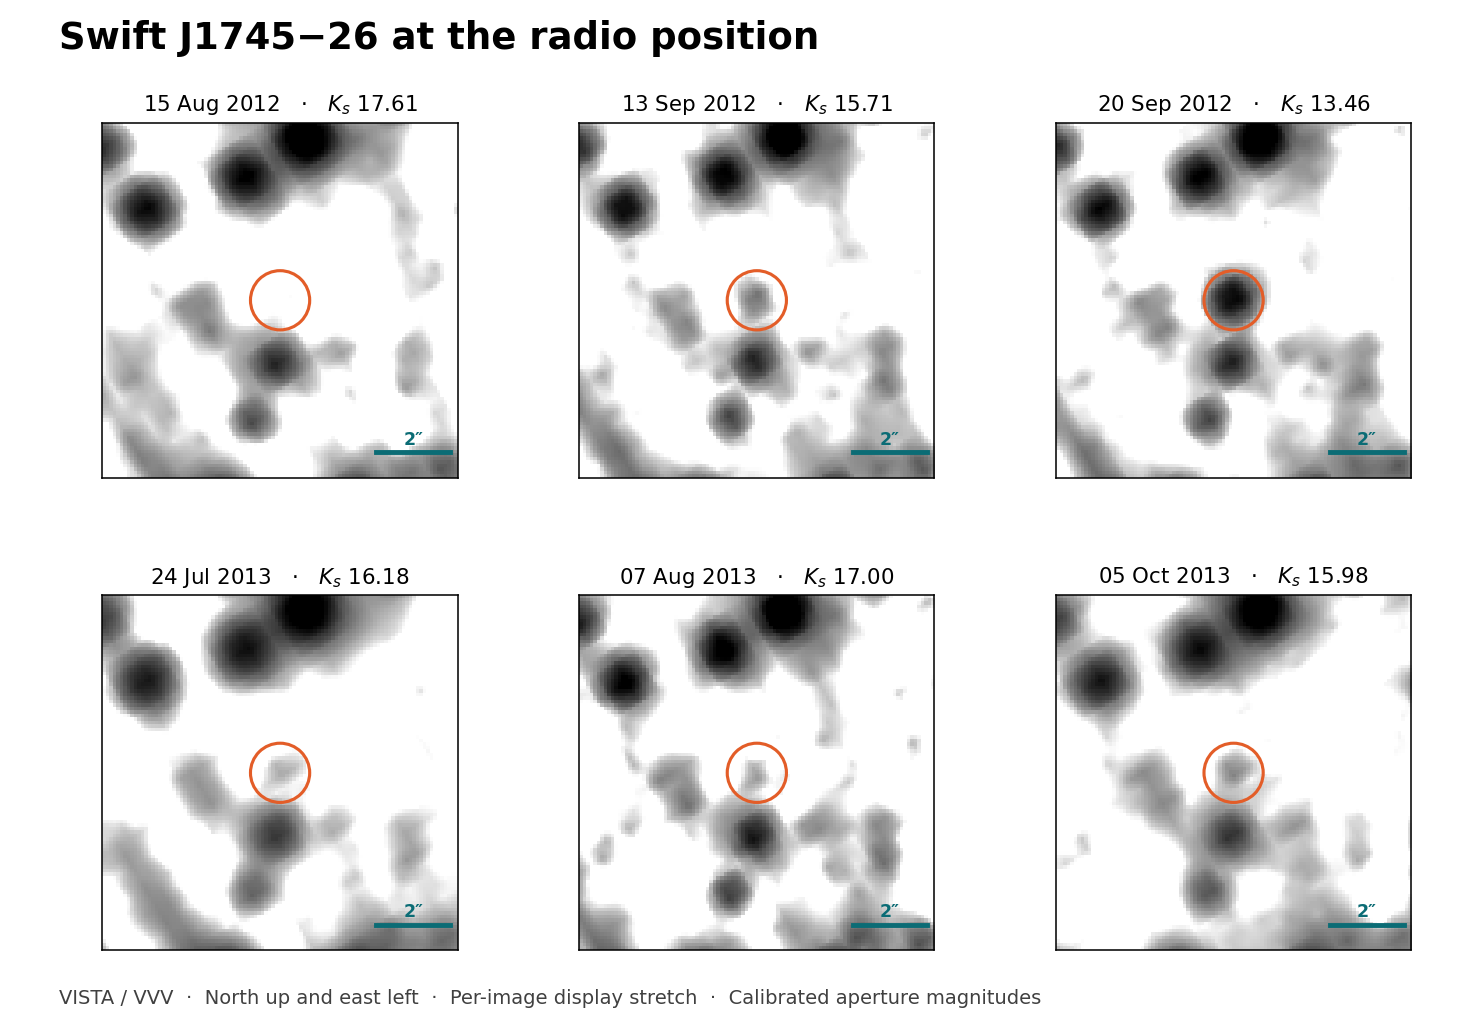 Swift J1745−26 at the radio position
15 Aug 2012 · Ks 17.61
13 Sep 2012 · Ks 15.71
20 Sep 2012 · Ks 13.46
2″
2″
2″
24 Jul 2013 · Ks 16.18
07 Aug 2013 · Ks 17.00
05 Oct 2013 · Ks 15.98
2″
2″
2″
VISTA / VVV · North up and east left · Per-image display stretch · Calibrated aperture magnitudes